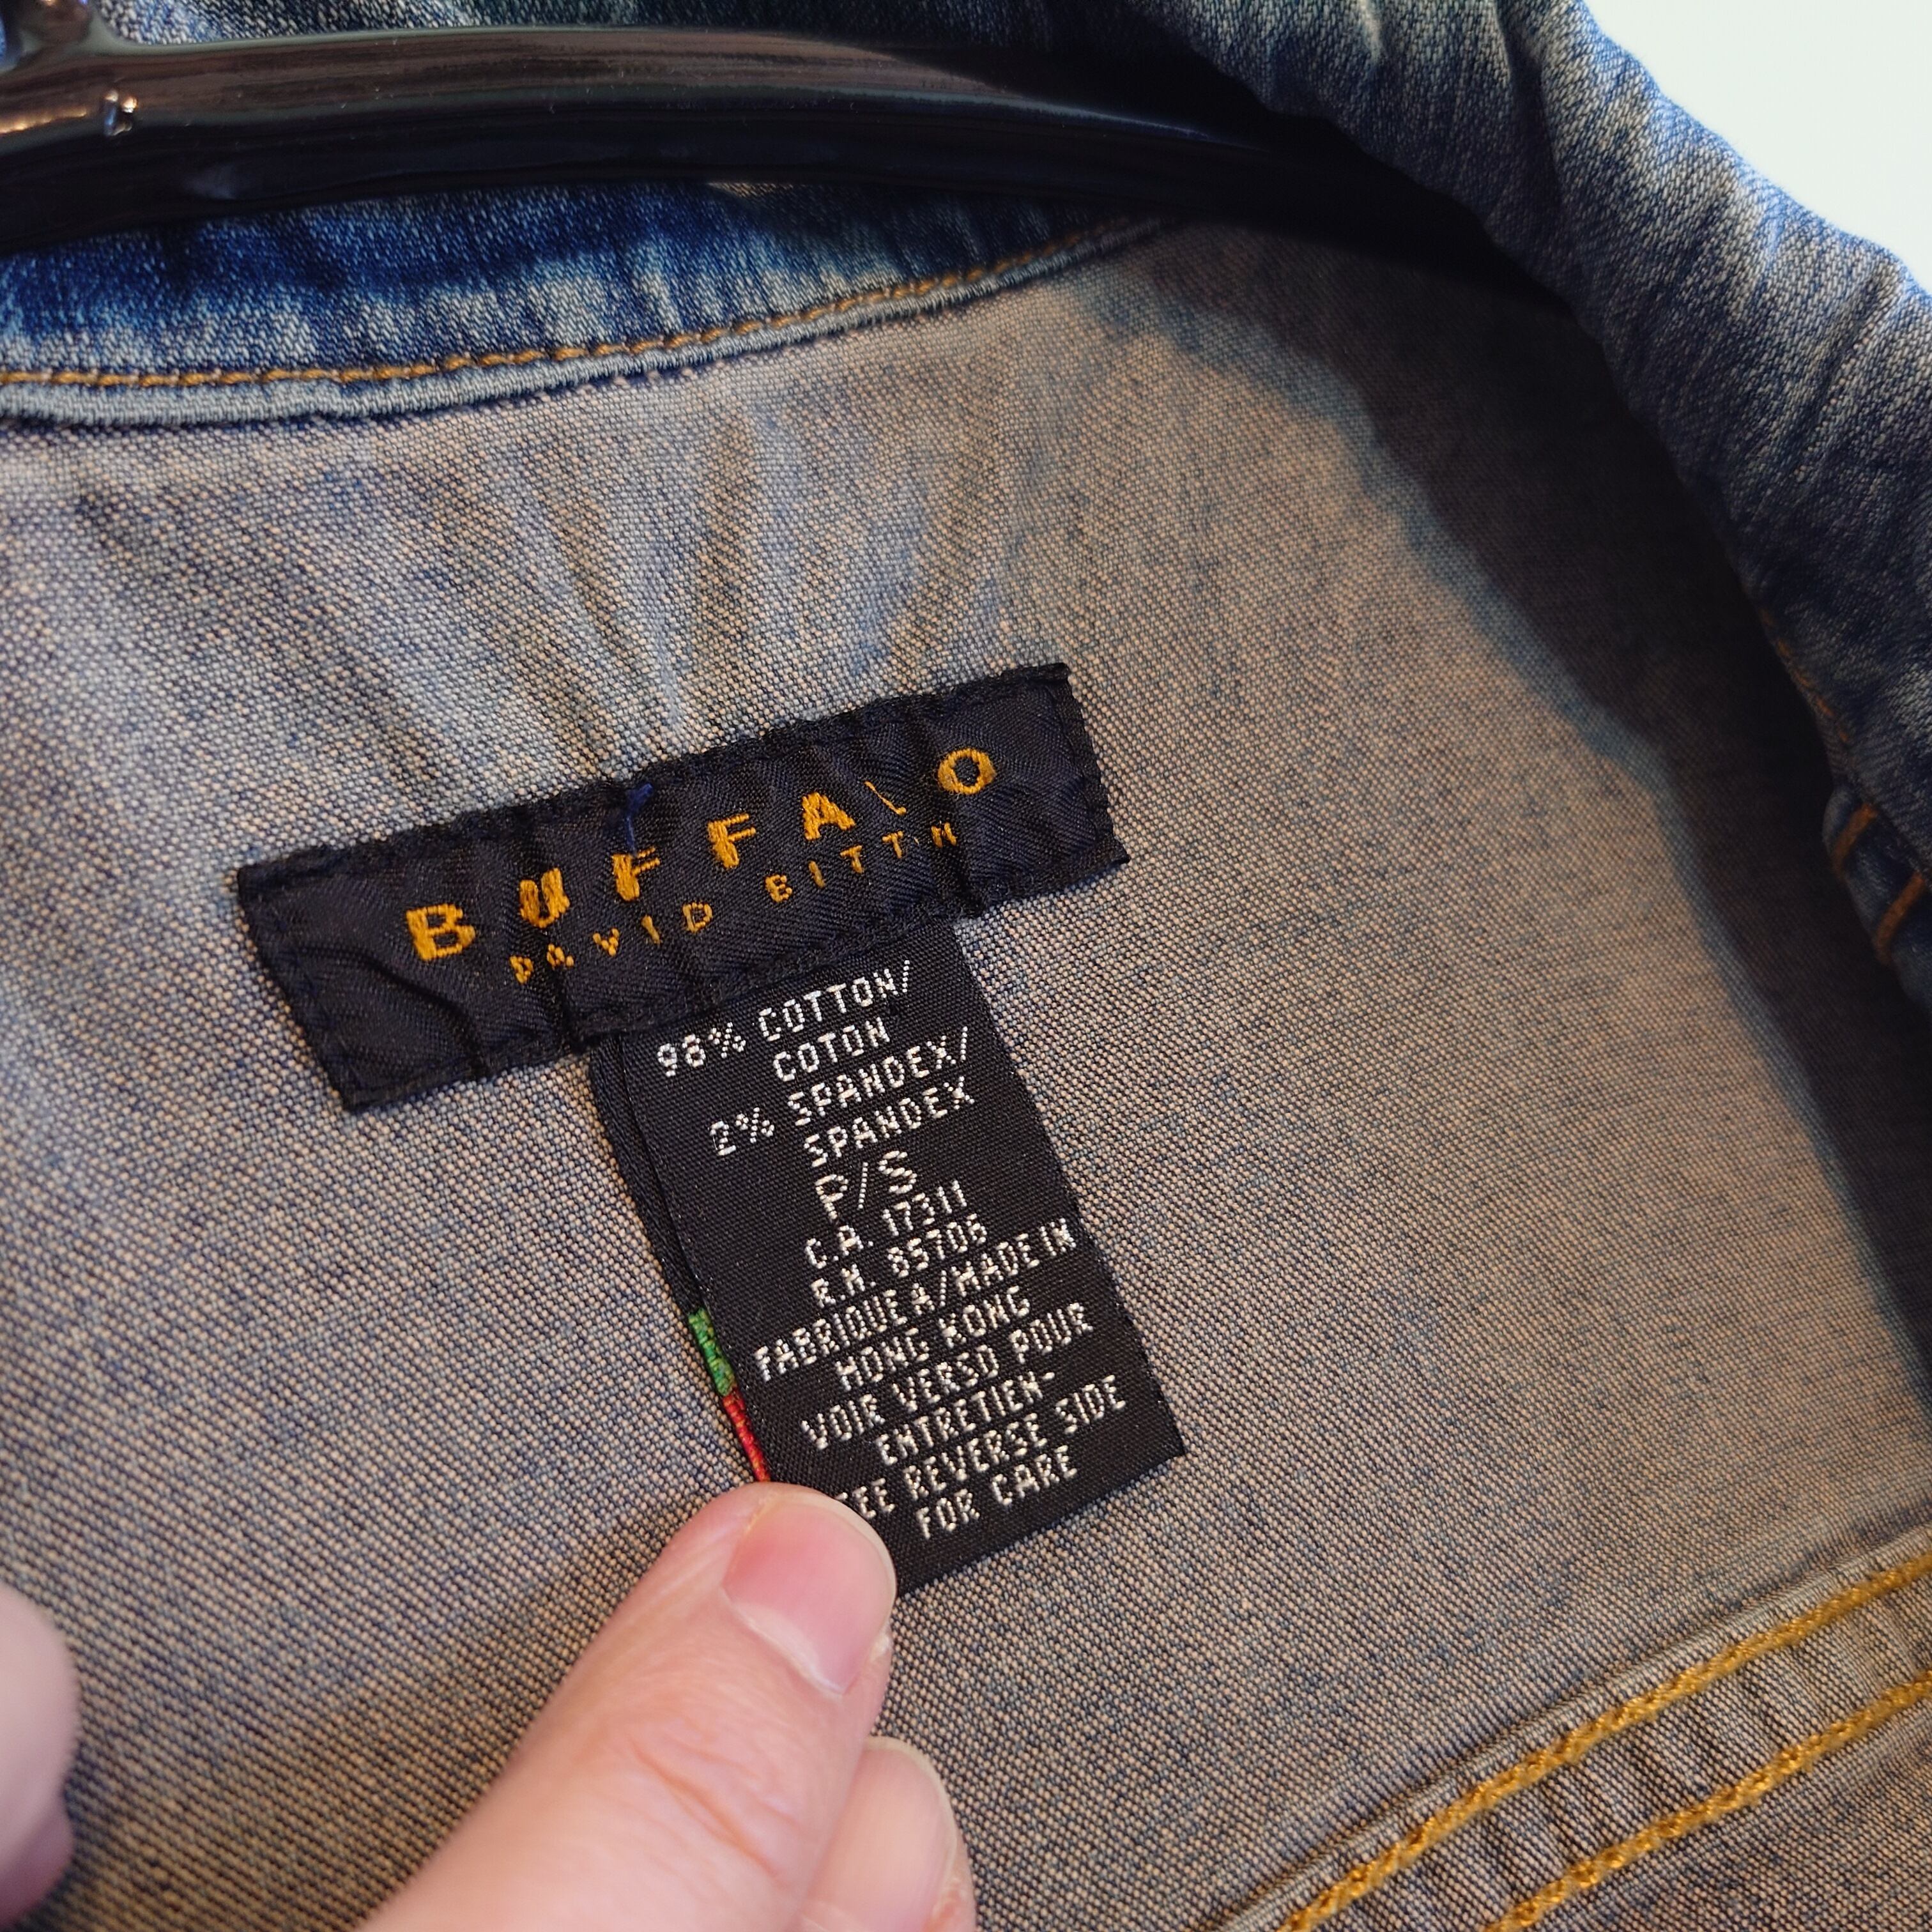 BUFFALO
DAVID BITTON
98% COTTON/
COTON
2% SPANDEX/
SPANDEX
P/S
C.A. 17311
R.N. 85706
FABRIQUE A/MADE IN
HONG KONG
VOIR VERSO POUR
ENTRETIEN-
SEE REVERSE SIDE
FOR CARE